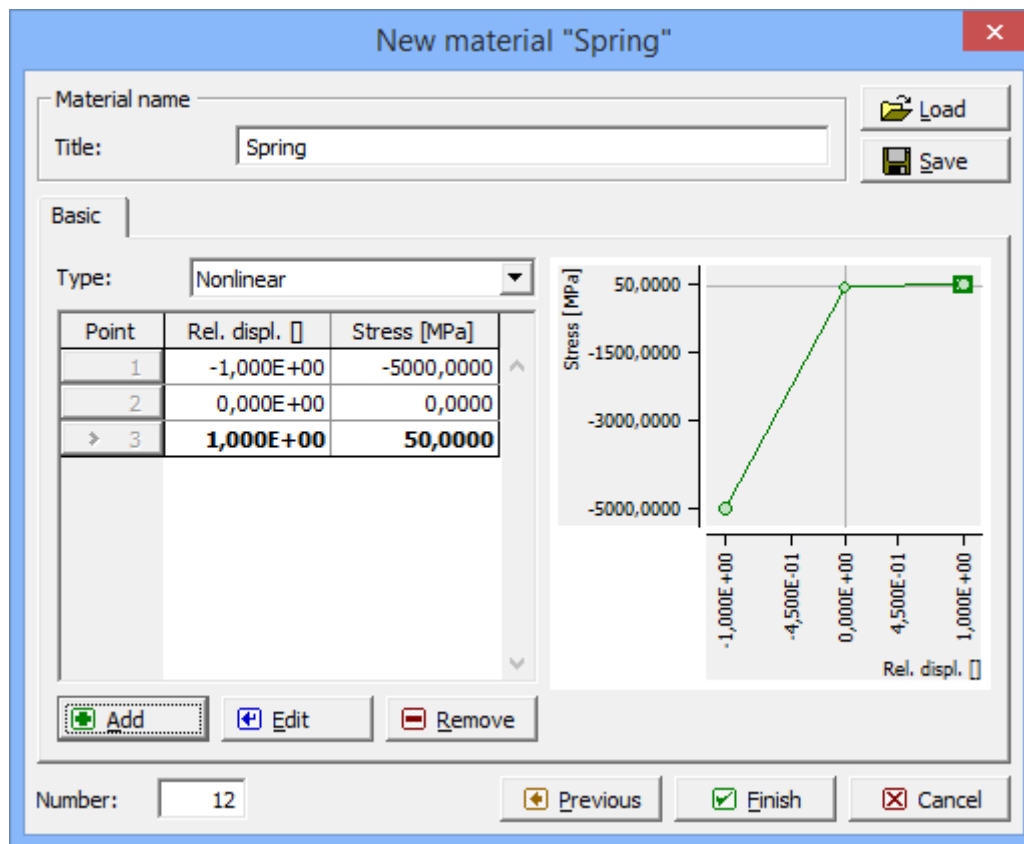 New material "Spring"
Material name
Title:
Spring
Load
Save
Basic
Type:
Nonlinear
Point Rel. displ. [] Stress [MPa]
1 -1,000E+00 -5000,0000
2 0,000E+00 0,0000
3 1,000E+00 50,0000
Stress [MPa]
50,0000
-1500,0000
-3000,0000
-5000,0000
-1,000E+00
-4,500E-01
0,000E+00
4,500E-01
1,000E+00
Rel. displ. []
Add
Edit
Remove
Number:
12
Previous
Finish
Cancel